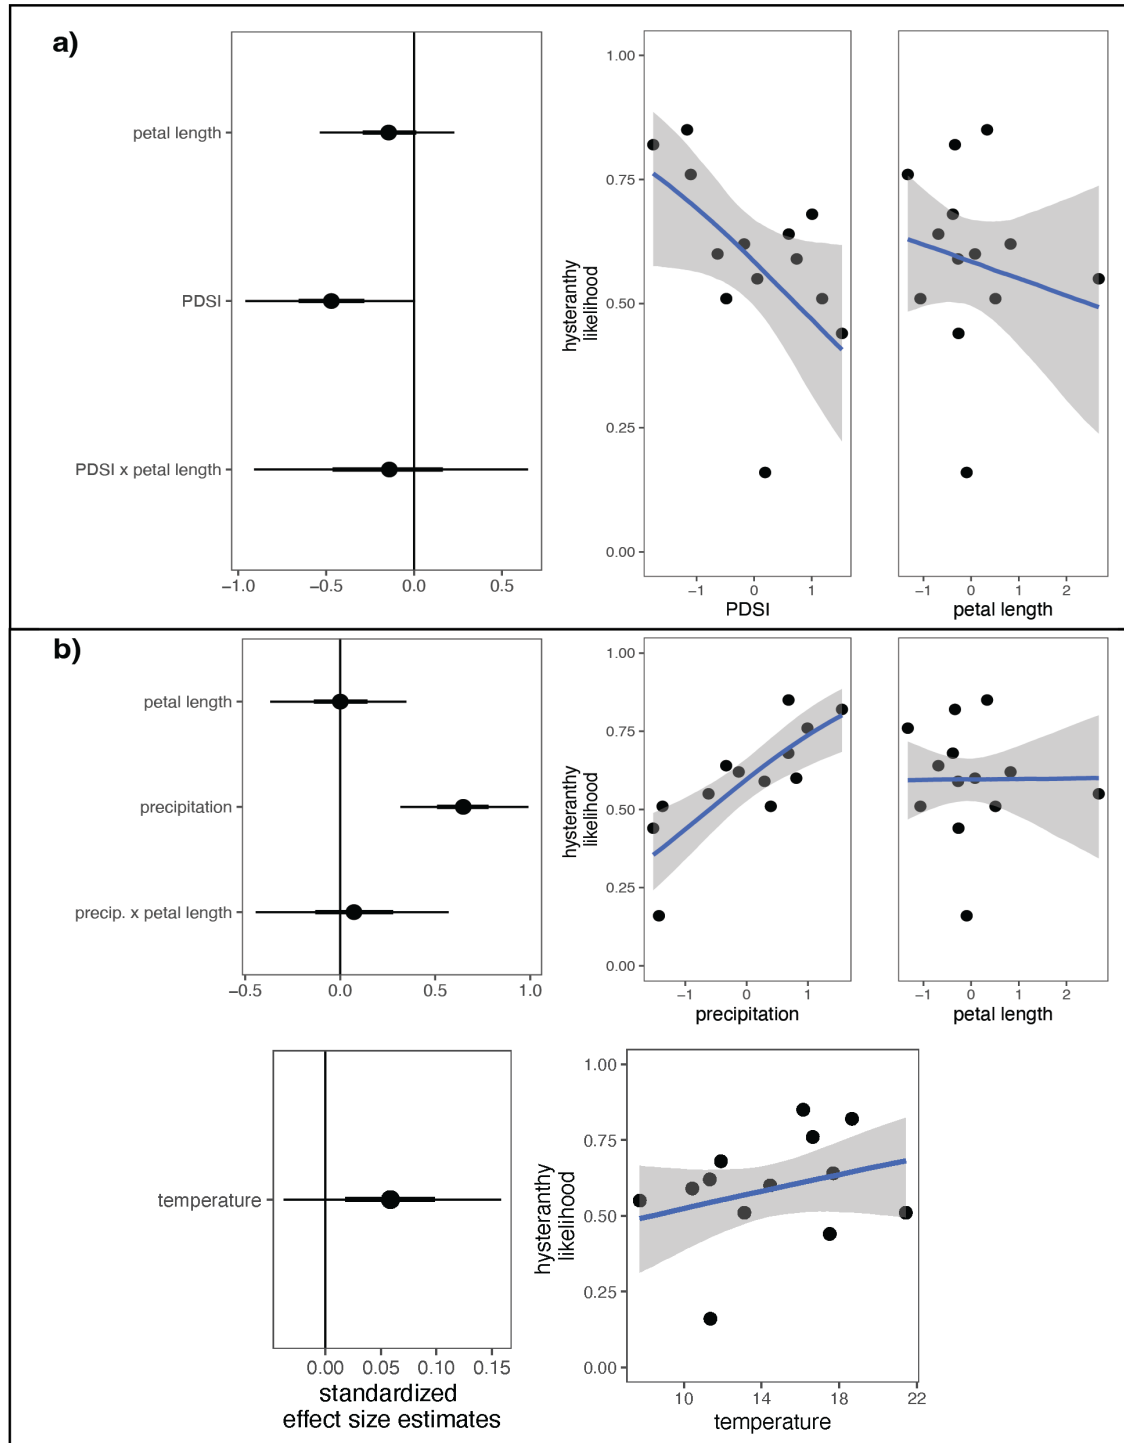 a)
petal length
PDSI
PDSI x petal length
−1.0 −0.5 0.0 0.5
hysteranthy
likelihood
1.00
0.75
0.50
0.25
0.00
−1 0 1
PDSI
−1 0 1 2
petal length
b)
petal length
precipitation
precip. x petal length
−0.5 0.0 0.5 1.0
hysteranthy
likelihood
1.00
0.75
0.50
0.25
0.00
−1 0 1
precipitation
−1 0 1 2
petal length
temperature
0.00 0.05 0.10 0.15
standardized
effect size estimates
hysteranthy
likelihood
1.00
0.75
0.50
0.25
0.00
10 14 18 22
temperature